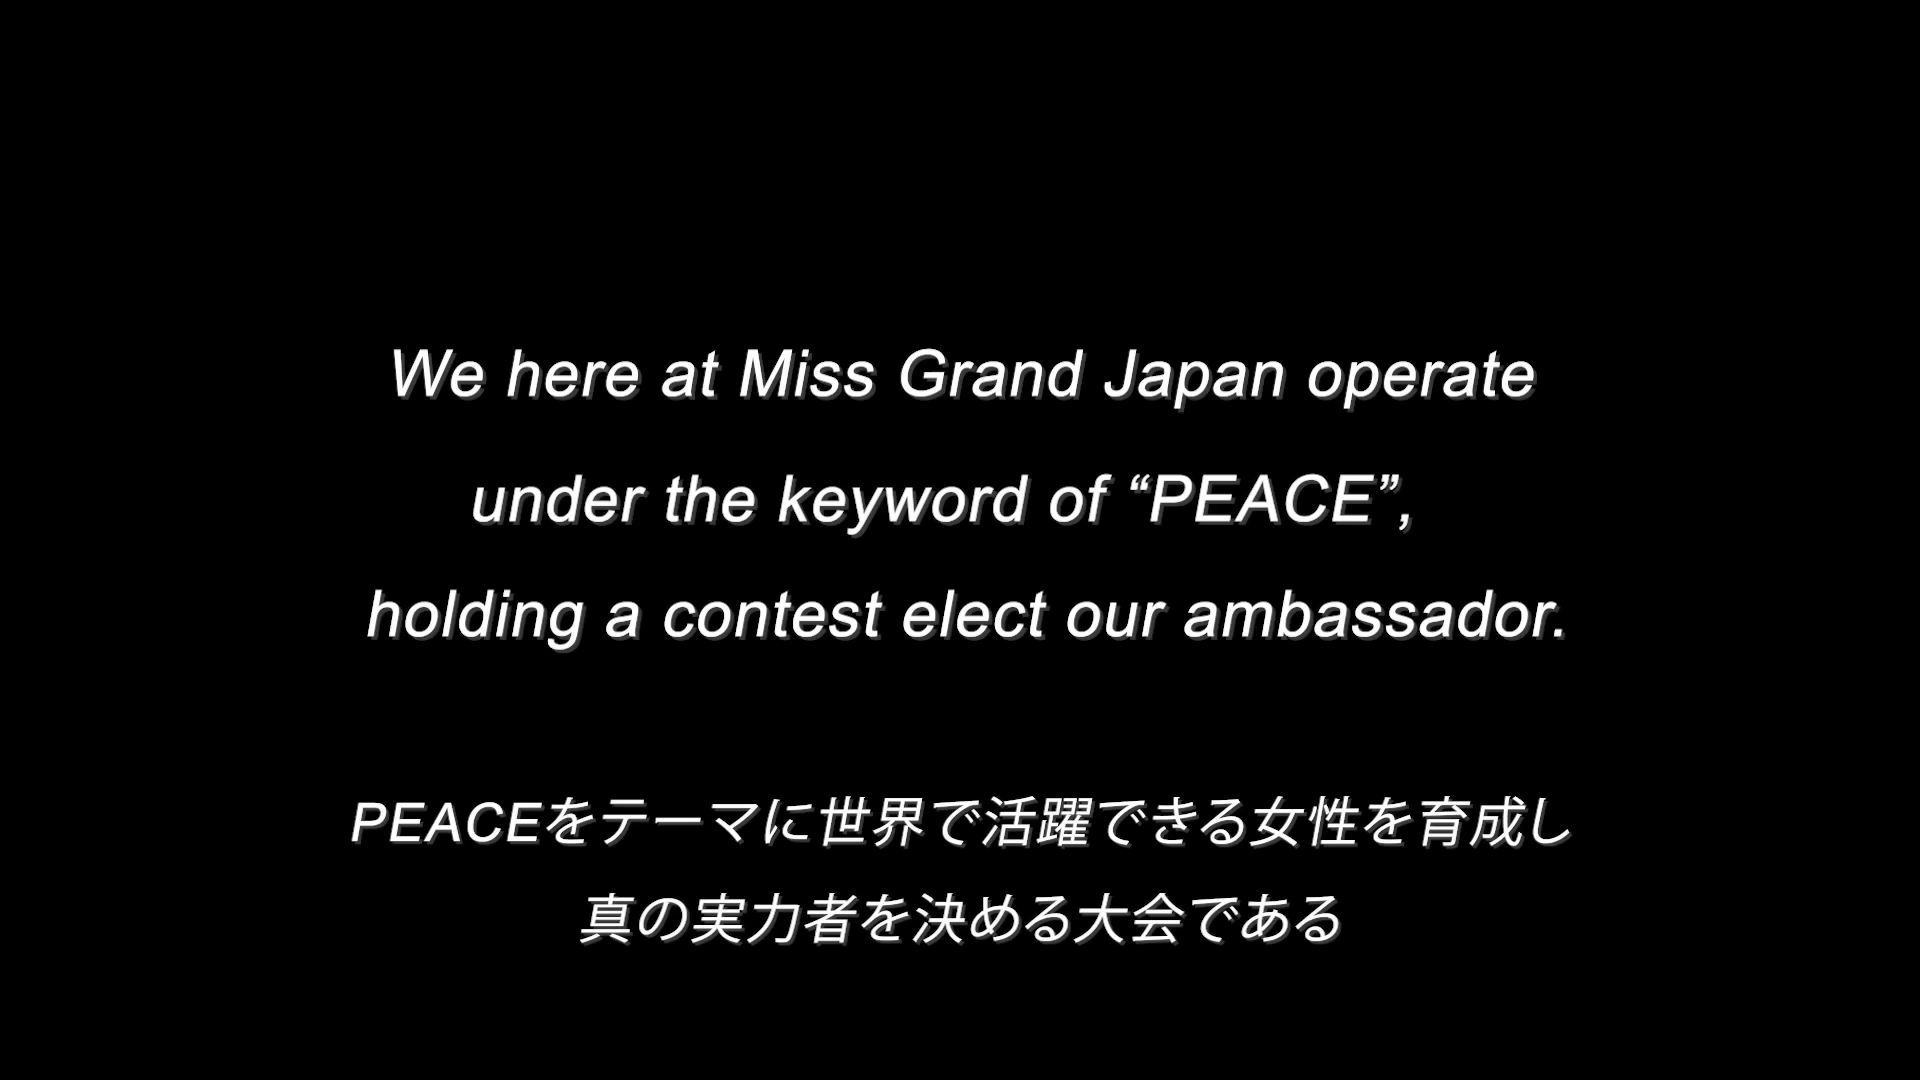 We here at Miss Grand Japan operate
under the keyword of “PEACE”,
holding a contest elect our ambassador.
PEACEをテーマに世界で活躍できる女性を育成し
真の実力者を決める大会である